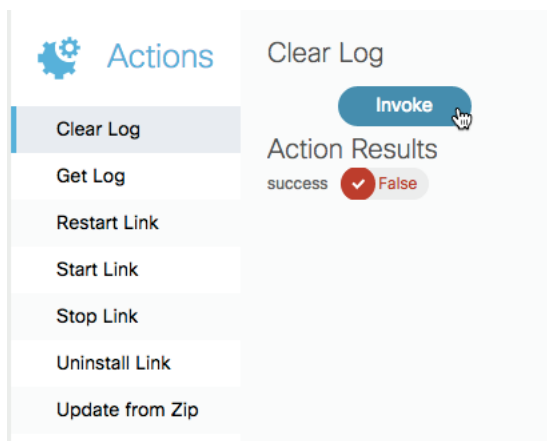 Actions
Clear Log
Get Log
Restart Link
Start Link
Stop Link
Uninstall Link
Update from Zip
Clear Log
Invoke
Action Results
success False